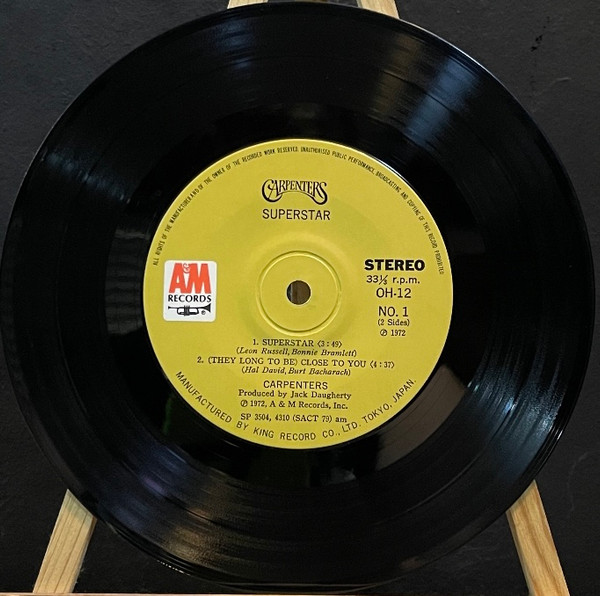 ALL RIGHTS OF THE MANUFACTURER AND OF THE OWNER OF THE RECORDED WORK RESERVED. UNAUTHORISED PUBLIC PERFORMANCE, BROADCASTING AND COPYING OF THIS RECORD PROHIBITED
CARPENTERS
SUPERSTAR
A&M
RECORDS
®
STEREO
33⅓ r.p.m.
OH-12
NO. 1
(2 Sides)
℗ 1972
1. SUPERSTAR 〈3:49〉
(Leon Russell, Bonnie Bramlett)
2. (THEY LONG TO BE) CLOSE TO YOU 〈4:37〉
(Hal David, Burt Bacharach)
CARPENTERS
Produced by Jack Daugherty
℗ 1972, A & M Records, Inc.
SP 3504, 4310 (SACT 79) am
MANUFACTURED BY KING RECORD CO., LTD. TOKYO, JAPAN.